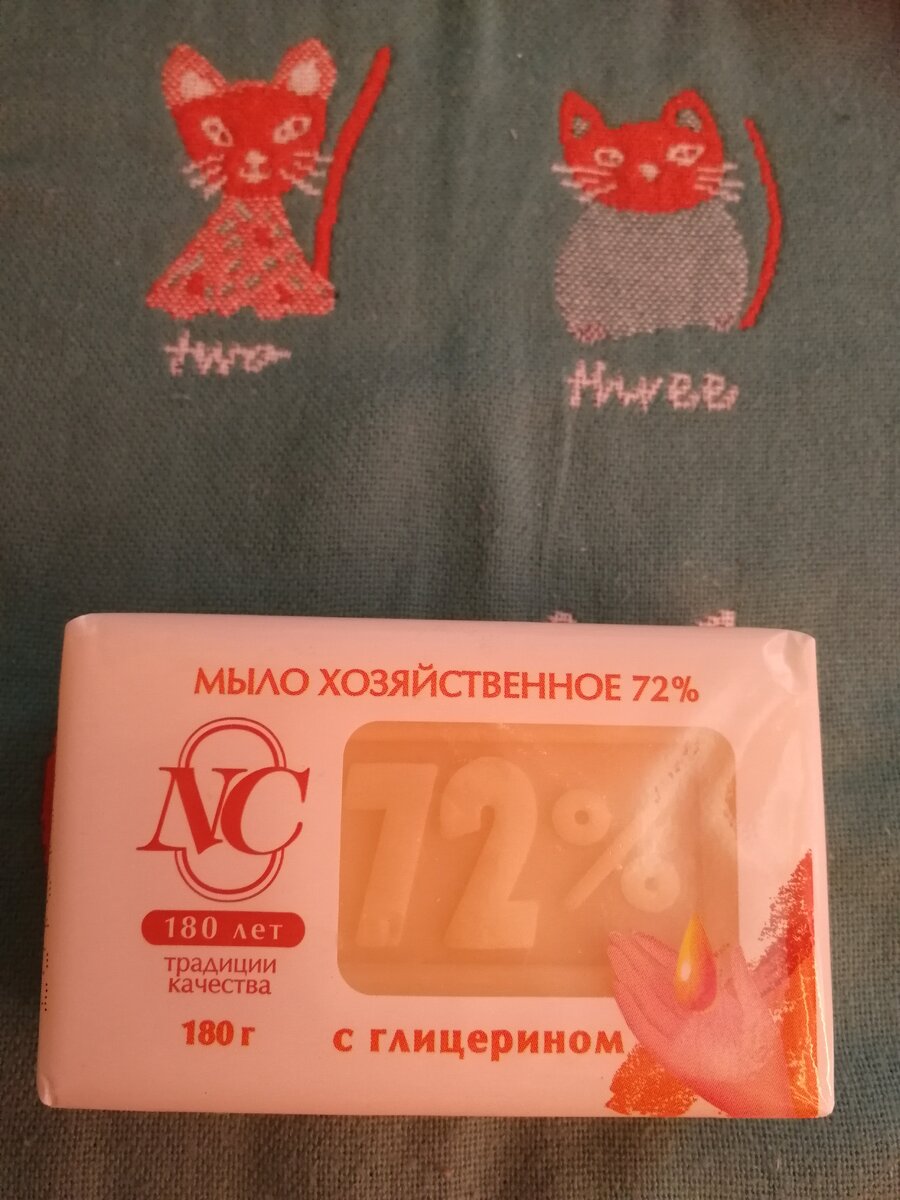 two
three
МЫЛО ХОЗЯЙСТВЕННОЕ 72%
NC
72%
180 лет
традиции
качества
180 г
с глицерином